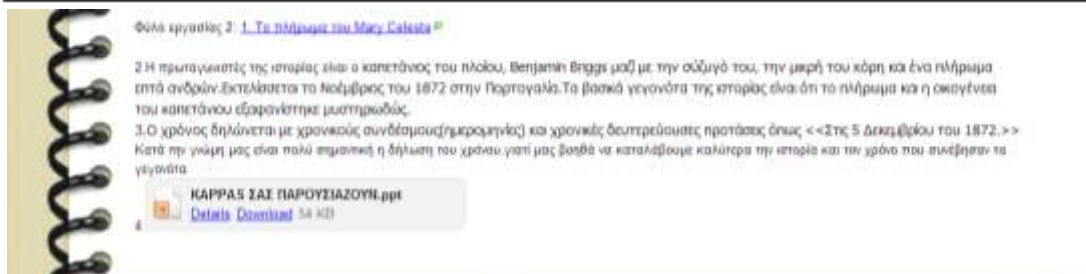 Φύλο εργασίας 2: 1. Το πλήρωμα του Mary Celeste
2.Η πρωταγωνιστές της ιστορίας είναι ο καπετάνιος του πλοίου, Benjamin Briggs μαζί με την σύζυγό του, την μικρή του κόρη και ένα πλήρωμα
επτά ανδρών.Εκτελίσεται το Νοέμβριος του 1872 στην Πορτογαλία.Τα βασικά γεγονότα της ιστορίας είναι ότι το πλήρωμα και η οικογένεια
του καπετάνιου εξαφανίστηκε μυστηριωδώς.
3.Ο χρόνος δηλώνεται με χρονικούς συνδέσμους(ημερομηνίες) και χρονικές δευτερεύουσες προτάσεις όπως <<Στις 5 Δεκεμβρίου του 1872.>>
Κατά την γνώμη μας είναι πολύ σημαντική η δήλωση του χρόνου γιατί μας βοηθά να καταλάβουμε καλύτερα την ιστορία και τον χρόνο που συνέβησαν τα
γεγονότα
KAPPA5 ΣΑΣ ΠΑΡΟΥΣΙΑΖΟΥΝ.ppt
Details Download 54 KB
4